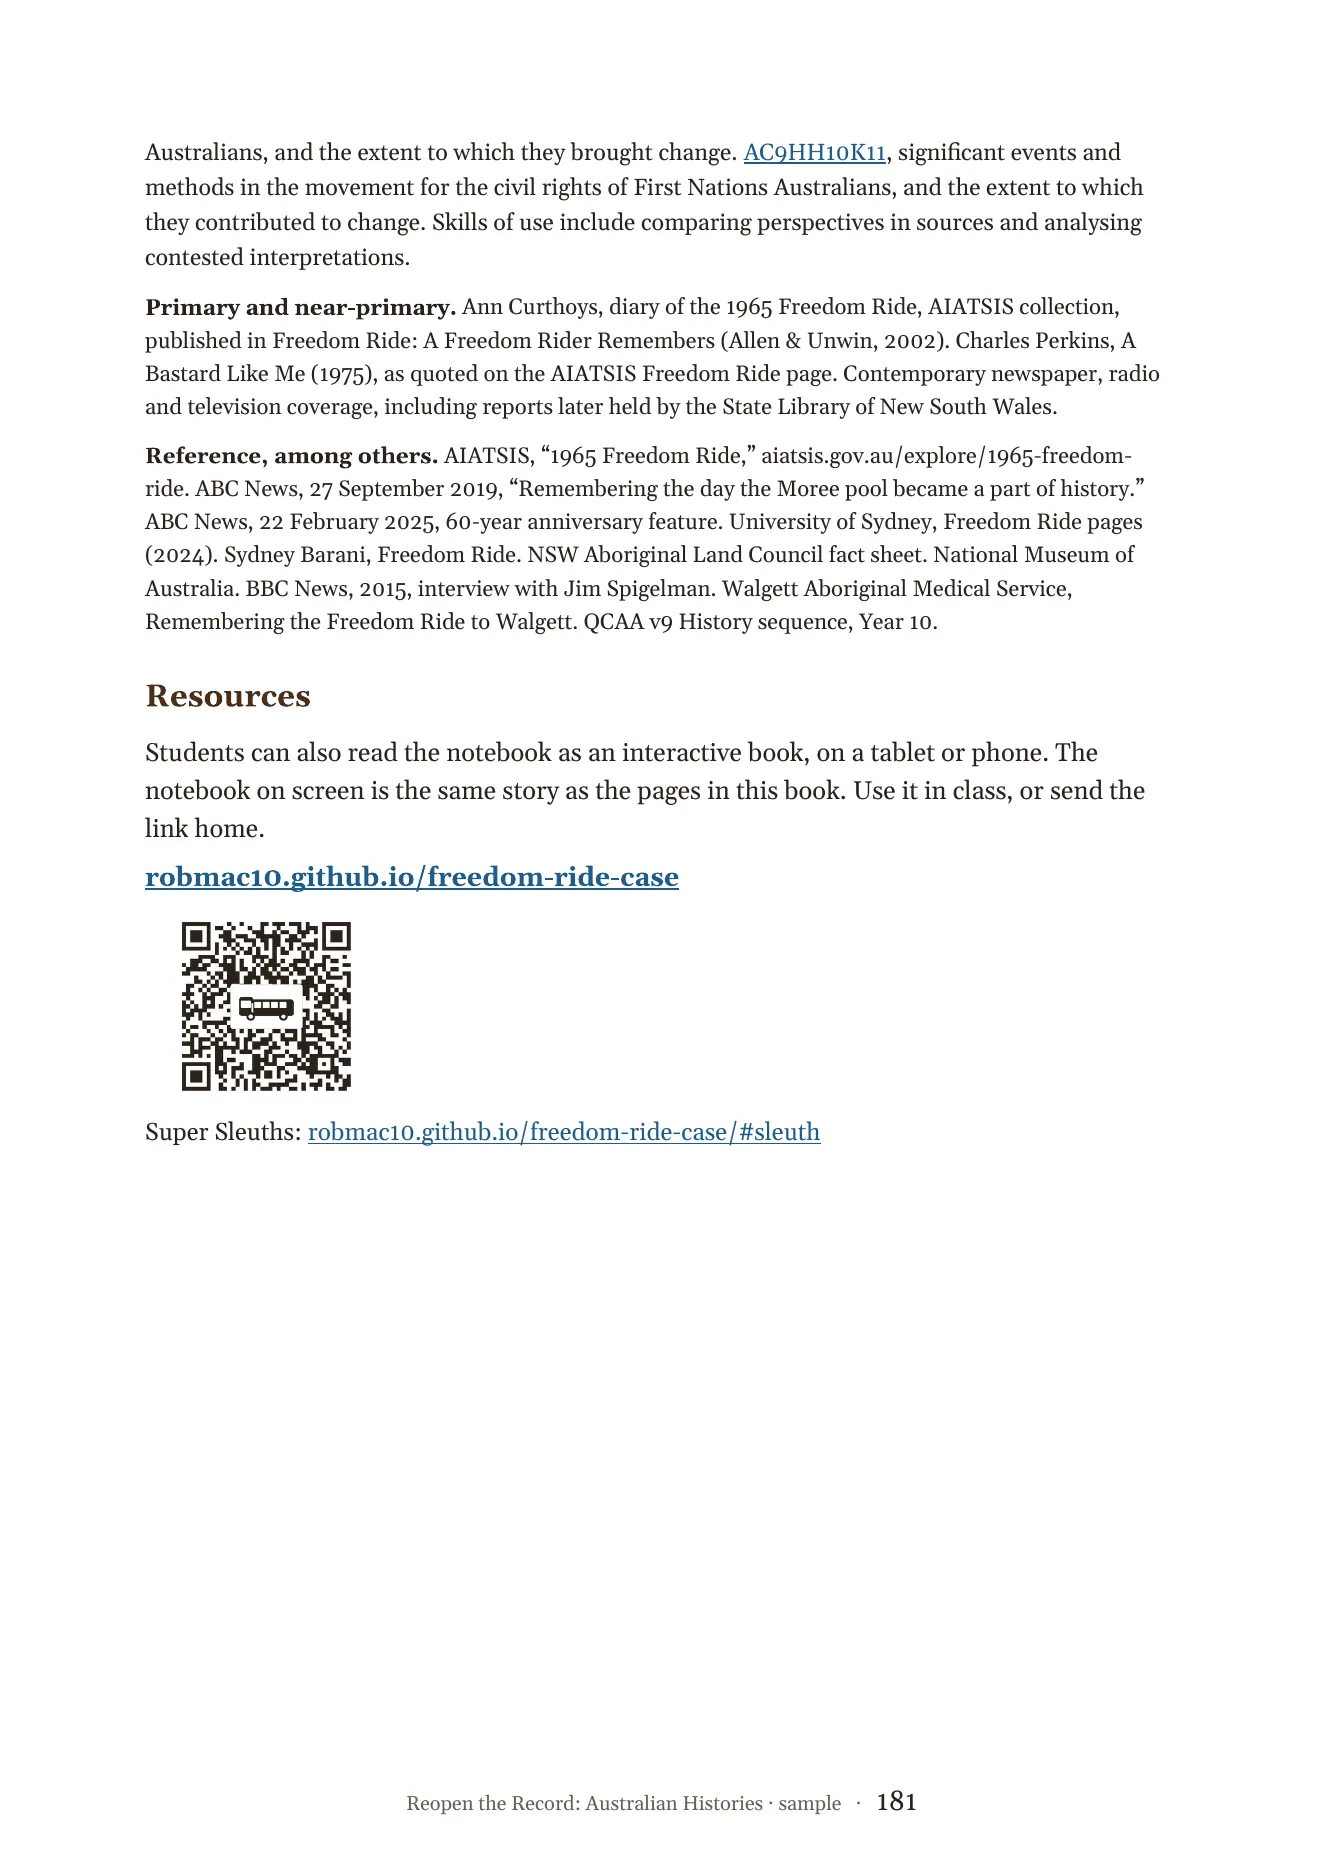 Australians, and the extent to which they brought change. AC9HH10K11, significant events and
methods in the movement for the civil rights of First Nations Australians, and the extent to which
they contributed to change. Skills of use include comparing perspectives in sources and analysing
contested interpretations.
Primary and near-primary. Ann Curthoys, diary of the 1965 Freedom Ride, AIATSIS collection,
published in Freedom Ride: A Freedom Rider Remembers (Allen & Unwin, 2002). Charles Perkins, A
Bastard Like Me (1975), as quoted on the AIATSIS Freedom Ride page. Contemporary newspaper, radio
and television coverage, including reports later held by the State Library of New South Wales.
Reference, among others. AIATSIS, “1965 Freedom Ride,” aiatsis.gov.au/explore/1965-freedom-
ride. ABC News, 27 September 2019, “Remembering the day the Moree pool became a part of history.”
ABC News, 22 February 2025, 60-year anniversary feature. University of Sydney, Freedom Ride pages
(2024). Sydney Barani, Freedom Ride. NSW Aboriginal Land Council fact sheet. National Museum of
Australia. BBC News, 2015, interview with Jim Spigelman. Walgett Aboriginal Medical Service,
Remembering the Freedom Ride to Walgett. QCAA v9 History sequence, Year 10.
Resources
Students can also read the notebook as an interactive book, on a tablet or phone. The
notebook on screen is the same story as the pages in this book. Use it in class, or send the
link home.
robmac10.github.io/freedom-ride-case
Super Sleuths: robmac10.github.io/freedom-ride-case/#sleuth
Reopen the Record: Australian Histories · sample · 181